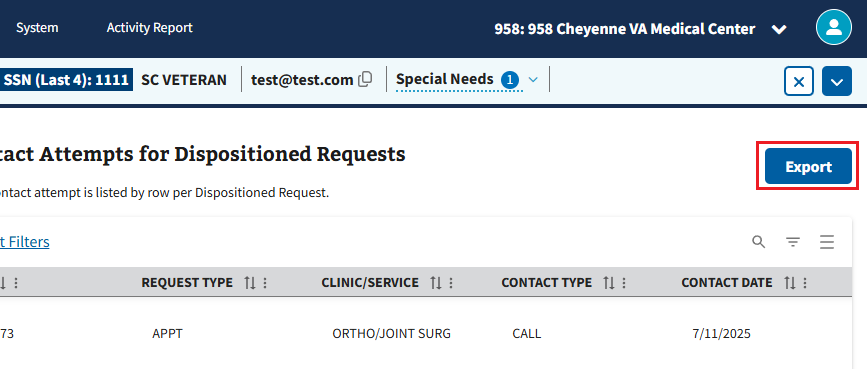 System Activity Report 958: 958 Cheyenne VA Medical Center
SSN (Last 4): 1111 SC VETERAN test@test.com Special Needs 1
tact Attempts for Dispositioned Requests
Export
ontact attempt is listed by row per Dispositioned Request.
t Filters
REQUEST TYPE CLINIC/SERVICE CONTACT TYPE CONTACT DATE
73 APPT ORTHO/JOINT SURG CALL 7/11/2025